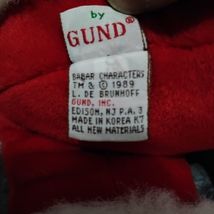 by
GUND®
BABAR CHARACTERS
TM & © 1989
L. DE BRUNHOFF
GUND, INC.
EDISON, NJ P.A. 3
MADE IN KOREA K7
ALL NEW MATERIALS